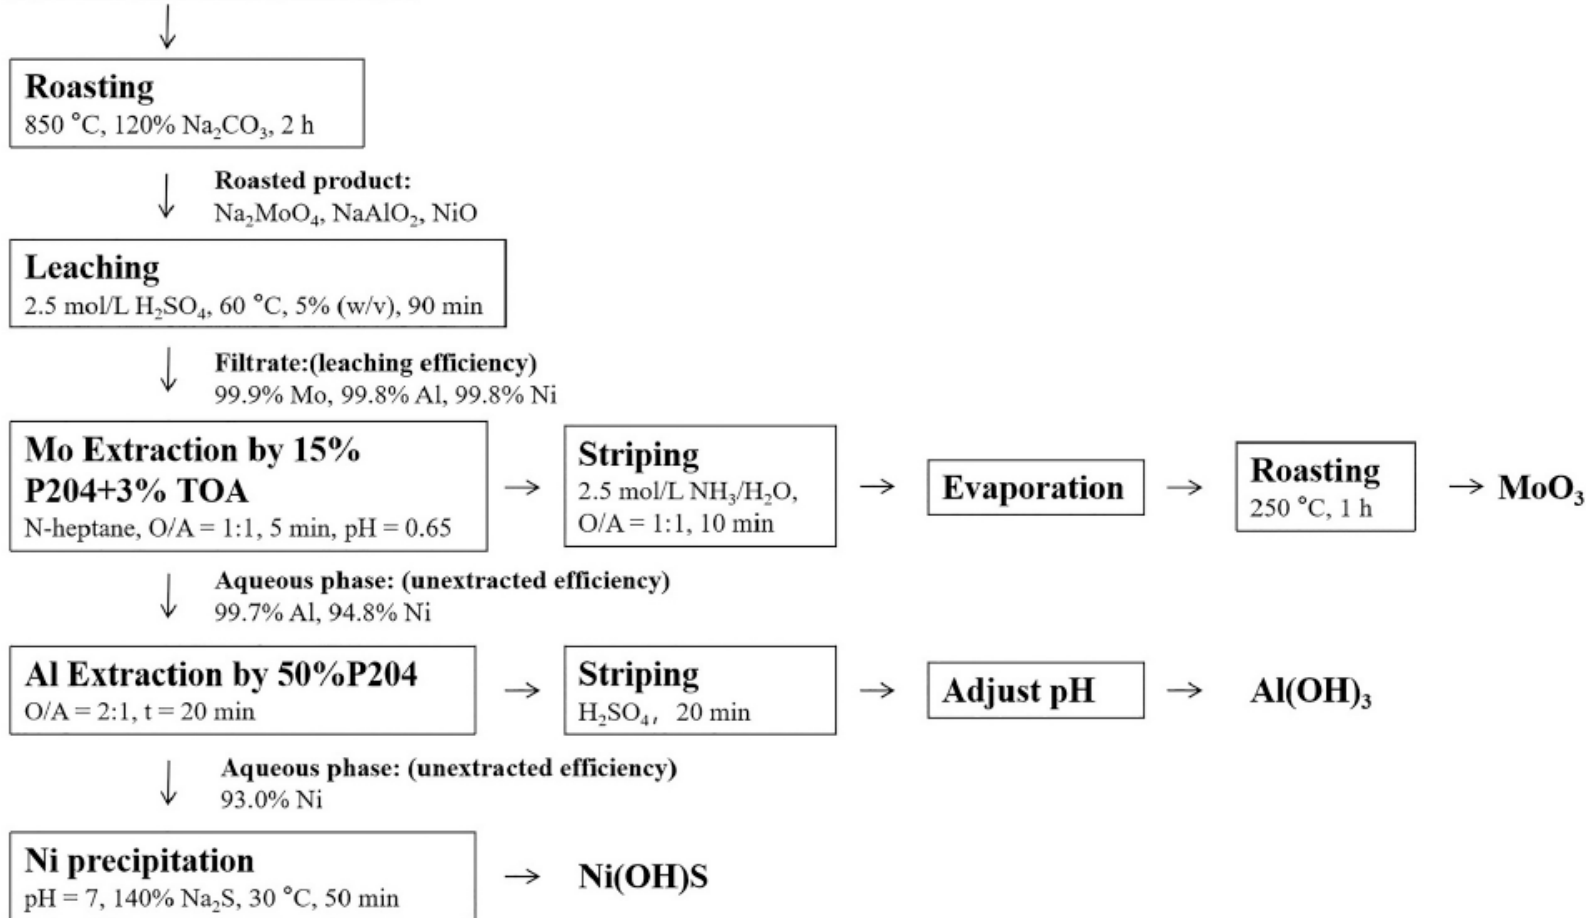 Roasting
850 °C, 120% Na₂CO₃, 2 h
Roasted product:
Na₂MoO₄, NaAlO₂, NiO
Leaching
2.5 mol/L H₂SO₄, 60 °C, 5% (w/v), 90 min
Filtrate:(leaching efficiency)
99.9% Mo, 99.8% Al, 99.8% Ni
Mo Extraction by 15%
P204+3% TOA
N-heptane, O/A = 1:1, 5 min, pH = 0.65
Striping
2.5 mol/L NH₃/H₂O,
O/A = 1:1, 10 min
Evaporation
Roasting
250 °C, 1 h
MoO₃
Aqueous phase: (unextracted efficiency)
99.7% Al, 94.8% Ni
Al Extraction by 50%P204
O/A = 2:1, t = 20 min
Striping
H₂SO₄, 20 min
Adjust pH
Al(OH)₃
Aqueous phase: (unextracted efficiency)
93.0% Ni
Ni precipitation
pH = 7, 140% Na₂S, 30 °C, 50 min
Ni(OH)S